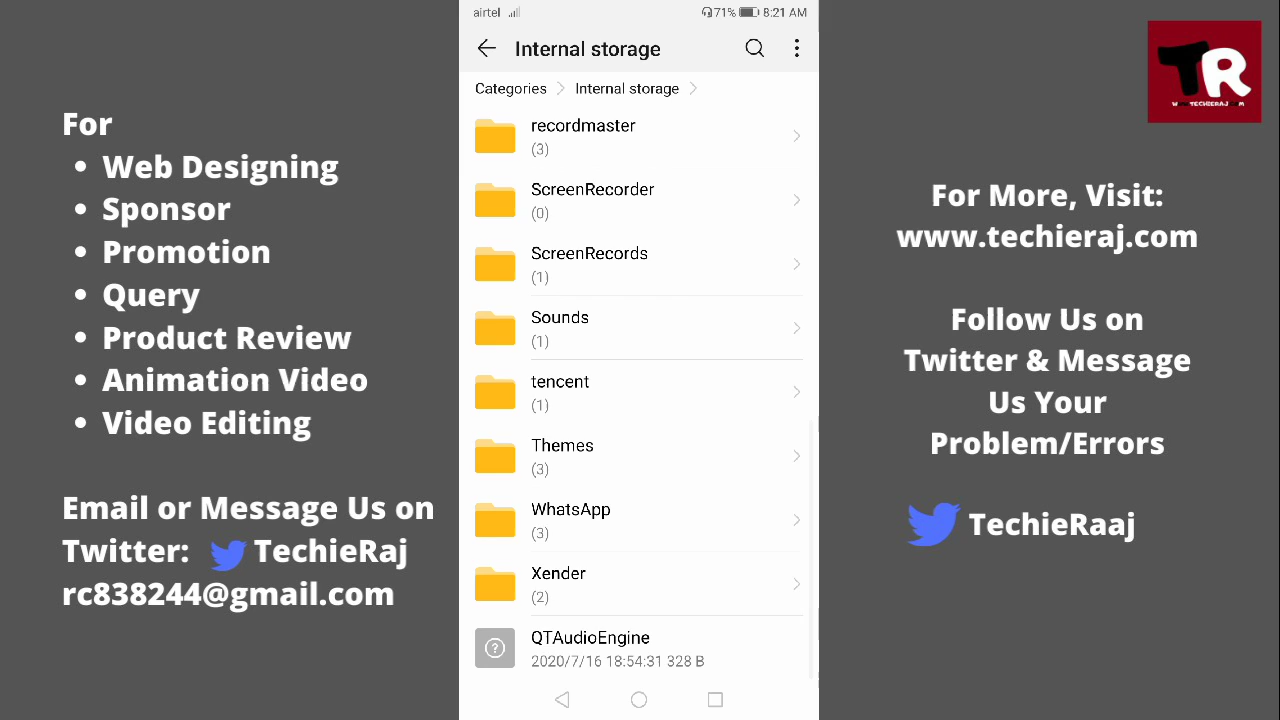 For
Web Designing
Sponsor
Promotion
Query
Product Review
Animation Video
Video Editing
Email or Message Us on
Twitter: TechieRaj
rc838244@gmail.com
airtel 71% 8:21 AM
Internal storage
Categories Internal storage
recordmaster
(3)
ScreenRecorder
(0)
ScreenRecords
(1)
Sounds
(1)
tencent
(1)
Themes
(3)
WhatsApp
(3)
Xender
(2)
QTAudioEngine
2020/7/16 18:54:31 328 B
TR
WWW.TECHIERAJ.COM
For More, Visit:
www.techieraj.com
Follow Us on
Twitter & Message
Us Your
Problem/Errors
TechieRaaj